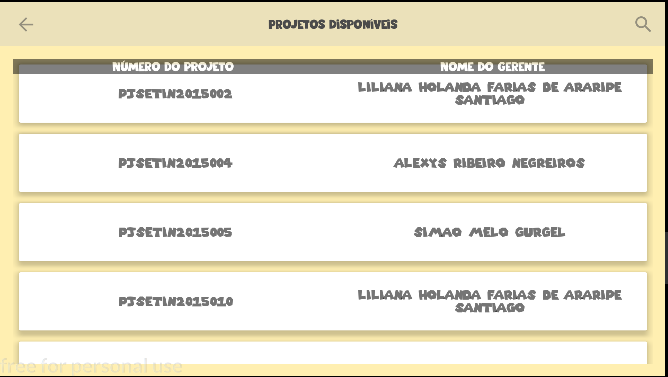 PROJETOS DISPONÍVEIS
NÚMERO DO PROJETO NOME DO GERENTE
PJSETIN2015002 LILIANA HOLANDA FARIAS DE ARARIPE
SANTIAGO
PJSETIN2015004 ALEXYS RIBEIRO NEGREIROS
PJSETIN2015005 SIMAO MELO GURGEL
PJSETIN2015010 LILIANA HOLANDA FARIAS DE ARARIPE
SANTIAGO
free for personal use